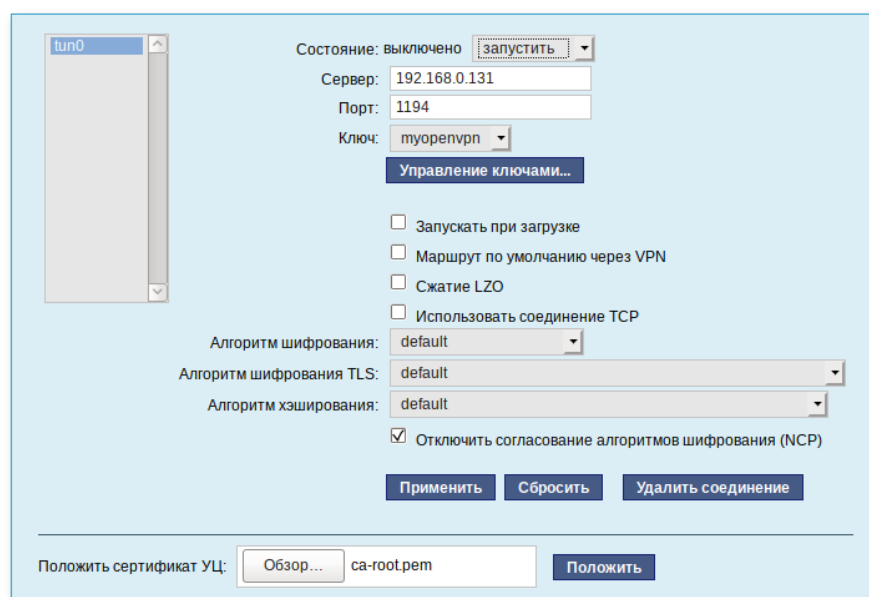 tun0
Состояние: выключено запустить
Сервер: 192.168.0.131
Порт: 1194
Ключ: myopenvpn
Управление ключами...
Запускать при загрузке
Маршрут по умолчанию через VPN
Сжатие LZO
Использовать соединение TCP
Алгоритм шифрования: default
Алгоритм шифрования TLS: default
Алгоритм хэширования: default
Отключить согласование алгоритмов шифрования (NCP)
Применить Сбросить Удалить соединение
Положить сертификат УЦ: Обзор... ca-root.pem Положить